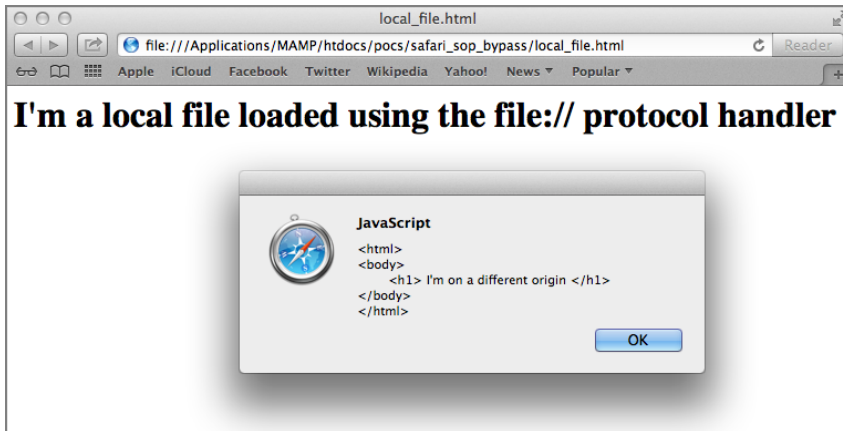 local_file.html
file:///Applications/MAMP/htdocs/pocs/safari_sop_bypass/local_file.html
Reader
Apple iCloud Facebook Twitter Wikipedia Yahoo! News ▼ Popular ▼
+
I'm a local file loaded using the file:// protocol handler
JavaScript
<html>
<body>
<h1> I'm on a different origin </h1>
</body>
</html>
OK